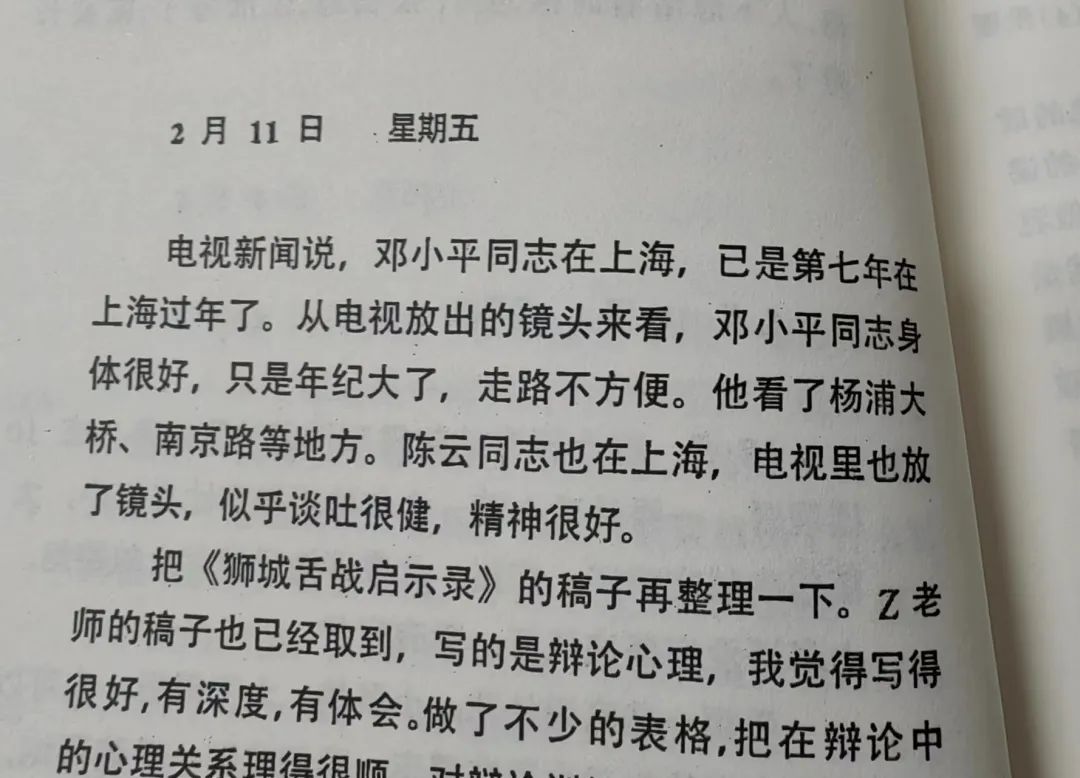 2 月 11 日 星期五
电视新闻说，邓小平同志在上海，已是第七年在
上海过年了。从电视放出的镜头来看，邓小平同志身
体很好，只是年纪大了，走路不方便。他看了杨浦大
桥、南京路等地方。陈云同志也在上海，电视里也放
了镜头，似乎谈吐很健，精神很好。
把《狮城舌战启示录》的稿子再整理一下。Z老
师的稿子也已经取到，写的是辩论心理，我觉得写得
很好，有深度，有体会。做了不少的表格，把在辩论中
的心理关系理得很顺